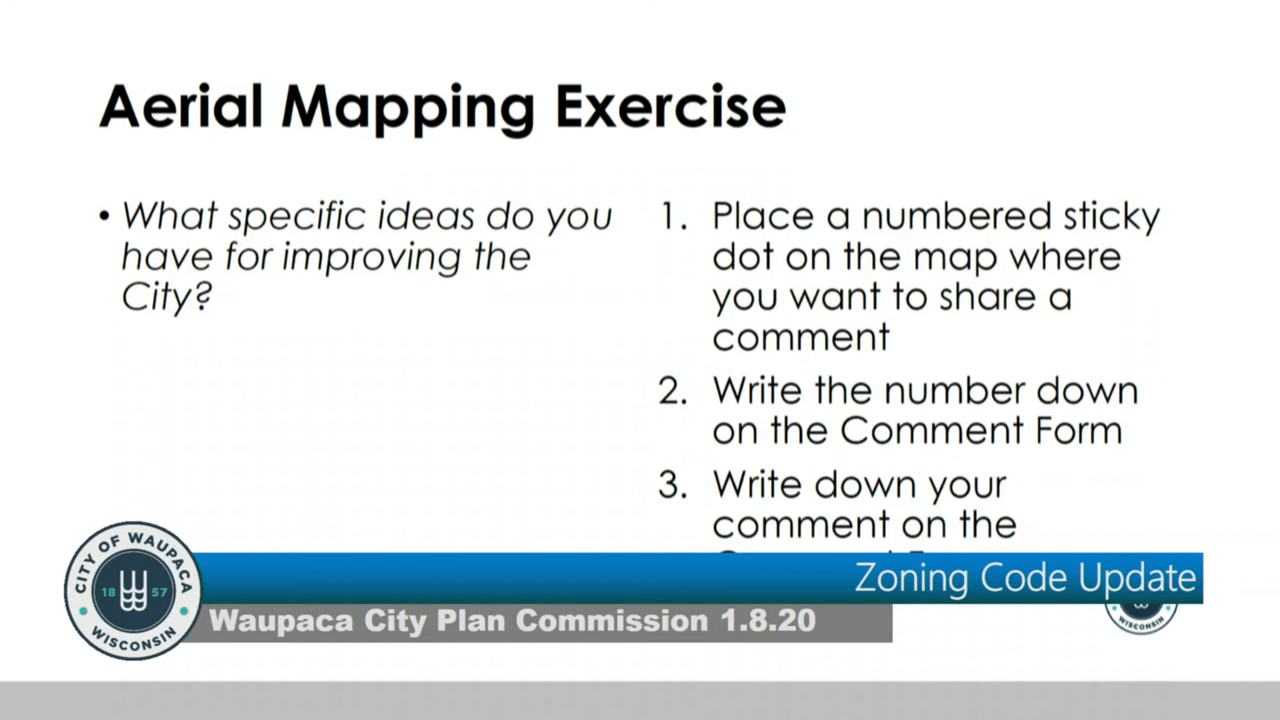 Aerial Mapping Exercise
• What specific ideas do you
have for improving the
City?
1. Place a numbered sticky
dot on the map where
you want to share a
comment
2. Write the number down
on the Comment Form
3. Write down your
comment on the
Zoning Code Update
Waupaca City Plan Commission 1.8.20
CITY OF WAUPACA
18 57
WISCONSIN
WISCONSIN